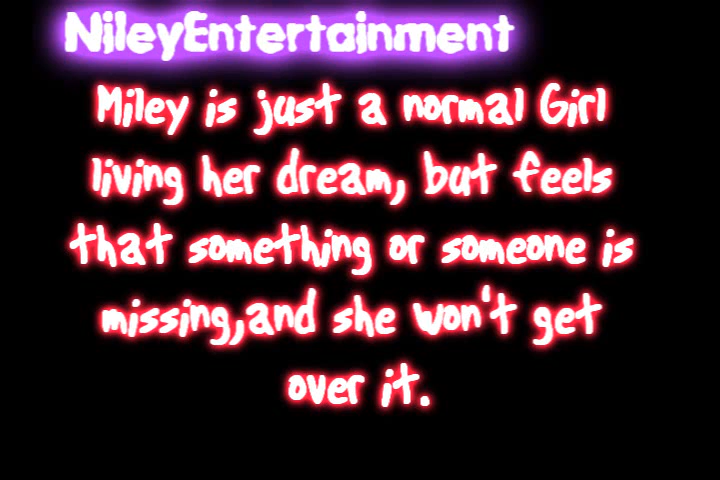 NileyEntertainment
Miley is just a normal Girl
living her dream, but feels
that something or someone is
missing,and she won't get
over it.